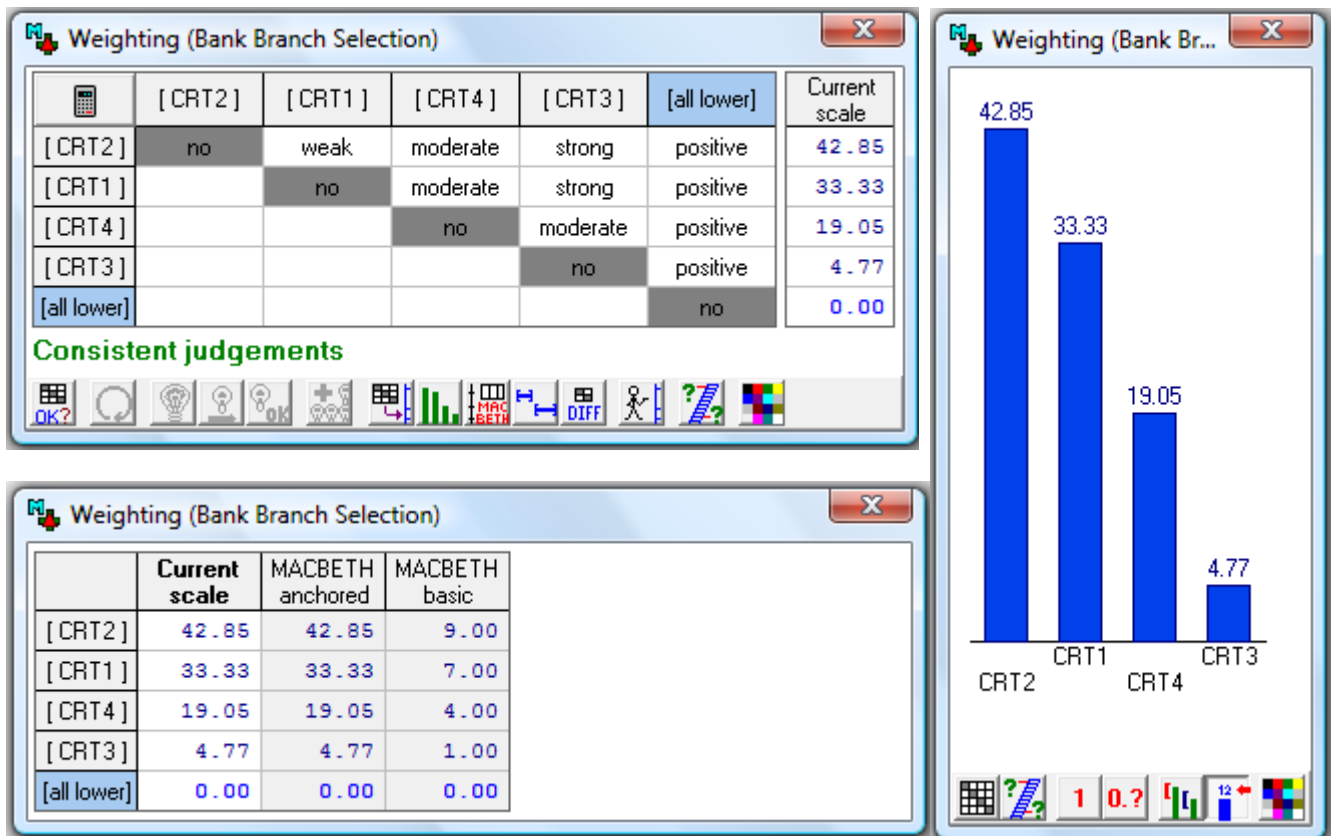 Weighting (Bank Branch Selection)
[ CRT2 ] [ CRT1 ] [ CRT4 ] [ CRT3 ] [all lower] Current scale
[ CRT2 ] no weak moderate strong positive 42.85
[ CRT1 ] no moderate strong positive 33.33
[ CRT4 ] no moderate positive 19.05
[ CRT3 ] no positive 4.77
[all lower] no 0.00
Consistent judgements
OK? OK MAC BETH DIFF ? ?
Weighting (Bank Branch Selection)
Current scale MACBETH anchored MACBETH basic
[ CRT2 ] 42.85 42.85 9.00
[ CRT1 ] 33.33 33.33 7.00
[ CRT4 ] 19.05 19.05 4.00
[ CRT3 ] 4.77 4.77 1.00
[all lower] 0.00 0.00 0.00
Weighting (Bank Br...
42.85
33.33
19.05
4.77
CRT2 CRT1 CRT4 CRT3
? ? 1 0.? 12